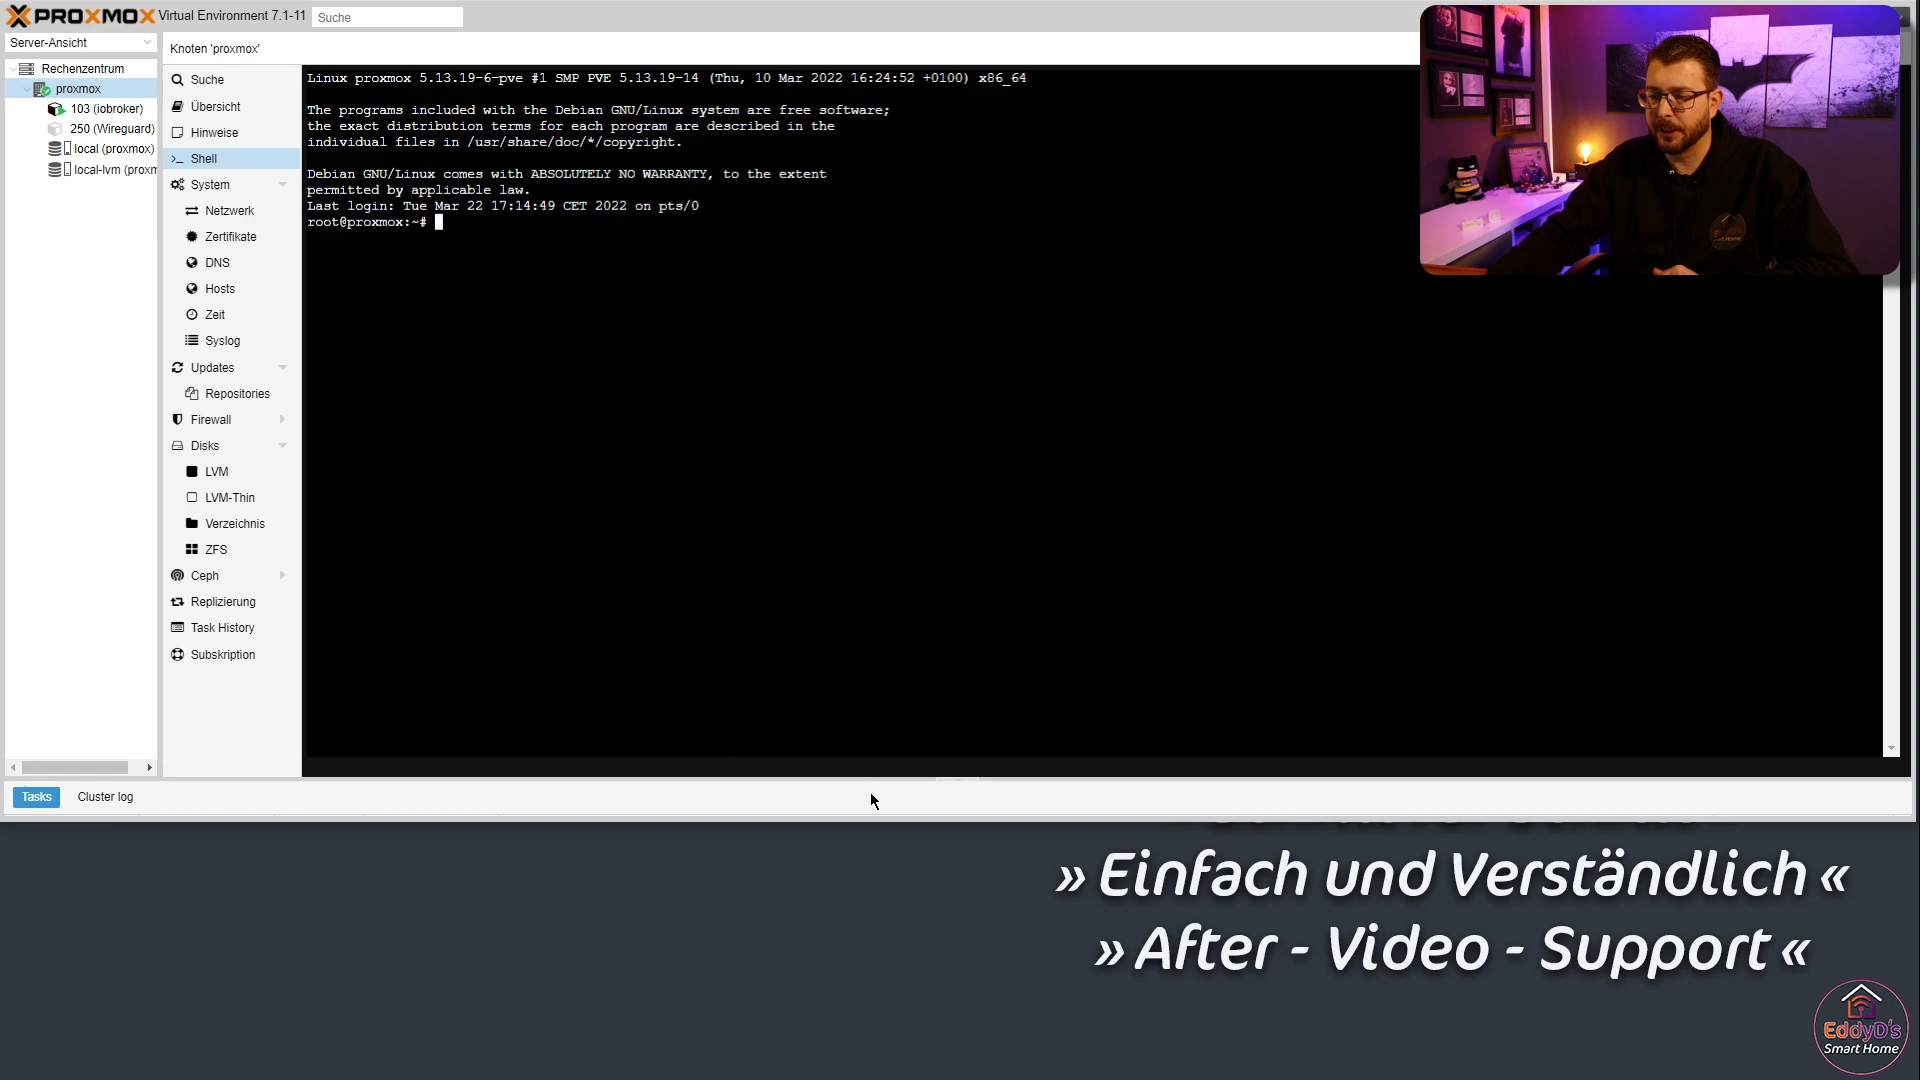 PROXMOX Virtual Environment 7.1-11 Suche
Server-Ansicht
Knoten 'proxmox'
Rechenzentrum
proxmox
103 (iobroker)
250 (Wireguard)
local (proxmox)
local-lvm (proxm
Suche
Übersicht
Hinweise
Shell
System
Netzwerk
Zertifikate
DNS
Hosts
Zeit
Syslog
Updates
Repositories
Firewall
Disks
LVM
LVM-Thin
Verzeichnis
ZFS
Ceph
Replizierung
Task History
Subskription
Linux proxmox 5.13.19-6-pve #1 SMP PVE 5.13.19-14 (Thu, 10 Mar 2022 16:24:52 +0100) x86_64
The programs included with the Debian GNU/Linux system are free software;
the exact distribution terms for each program are described in the
individual files in /usr/share/doc/*/copyright.
Debian GNU/Linux comes with ABSOLUTELY NO WARRANTY, to the extent
permitted by applicable law.
Last login: Tue Mar 22 17:14:49 CET 2022 on pts/0
root@proxmox:~#
Tasks Cluster log
» Einfach und Verständlich «
» After - Video - Support «
EddyD's
Smart Home